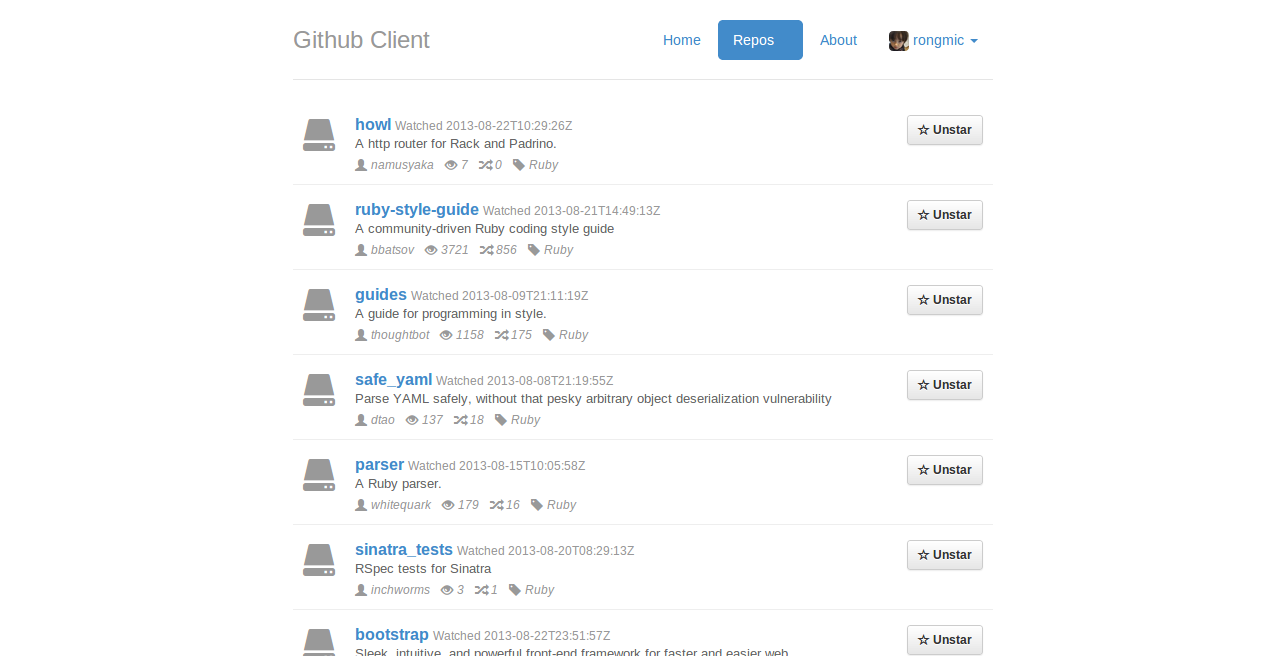 Github Client
Home Repos About rongmic
howl Watched 2013-08-22T10:29:26Z
☆ Unstar
A http router for Rack and Padrino.
namusyaka 7 0 Ruby
ruby-style-guide Watched 2013-08-21T14:49:13Z
☆ Unstar
A community-driven Ruby coding style guide
bbatsov 3721 856 Ruby
guides Watched 2013-08-09T21:11:19Z
☆ Unstar
A guide for programming in style.
thoughtbot 1158 175 Ruby
safe_yaml Watched 2013-08-08T21:19:55Z
☆ Unstar
Parse YAML safely, without that pesky arbitrary object deserialization vulnerability
dtao 137 18 Ruby
parser Watched 2013-08-15T10:05:58Z
☆ Unstar
A Ruby parser.
whitequark 179 16 Ruby
sinatra_tests Watched 2013-08-20T08:29:13Z
☆ Unstar
RSpec tests for Sinatra
inchworms 3 1 Ruby
bootstrap Watched 2013-08-22T23:51:57Z
☆ Unstar
Sleek, intuitive, and powerful front-end framework for faster and easier web